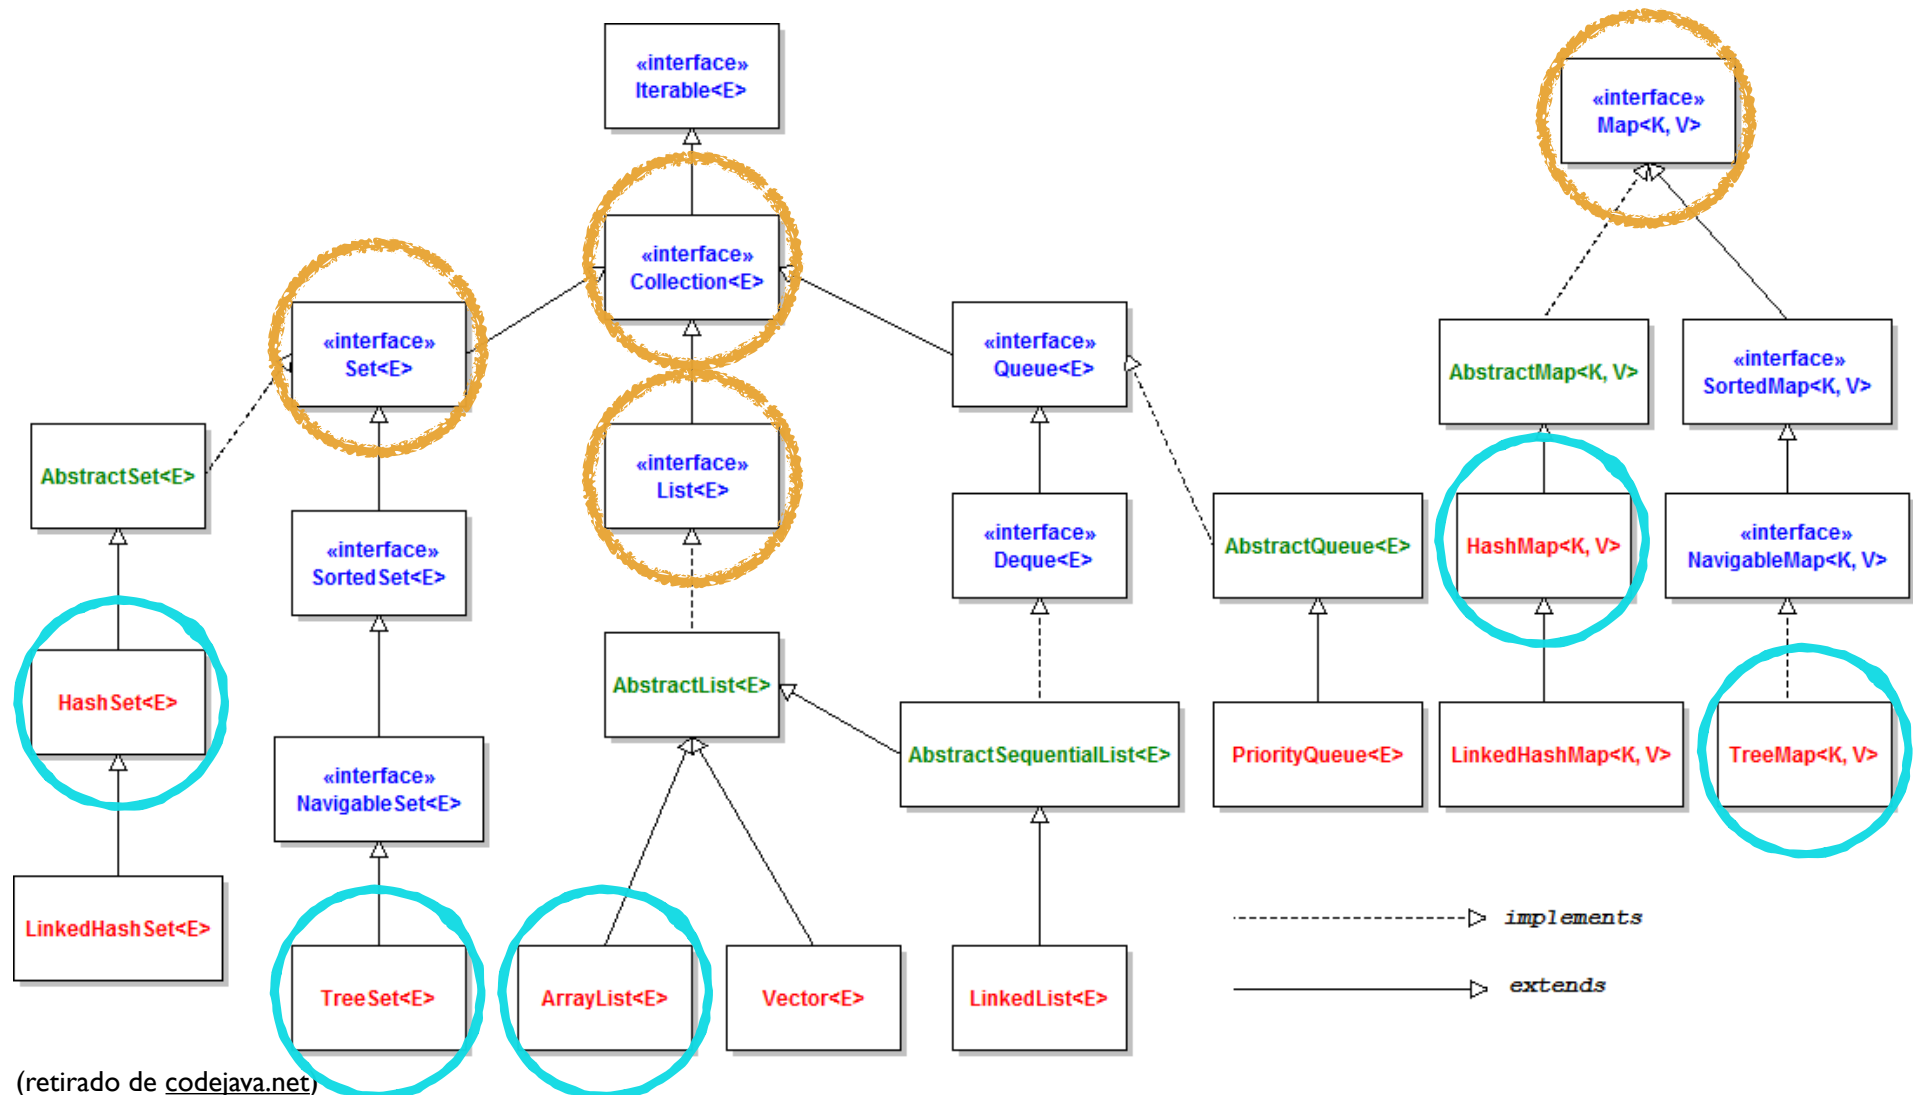 «interface»
Iterable<E>
«interface»
Map<K, V>
«interface»
Collection<E>
«interface»
Set<E>
«interface»
Queue<E>
AbstractMap<K, V>
«interface»
SortedMap<K, V>
AbstractSet<E>
«interface»
List<E>
«interface»
SortedSet<E>
«interface»
Deque<E>
AbstractQueue<E>
HashMap<K, V>
«interface»
NavigableMap<K, V>
HashSet<E>
AbstractList<E>
AbstractSequentialList<E>
PriorityQueue<E>
LinkedHashMap<K, V>
TreeMap<K, V>
«interface»
NavigableSet<E>
LinkedHashSet<E>
TreeSet<E>
ArrayList<E>
Vector<E>
LinkedList<E>
implements
extends
(retirado de codejava.net)